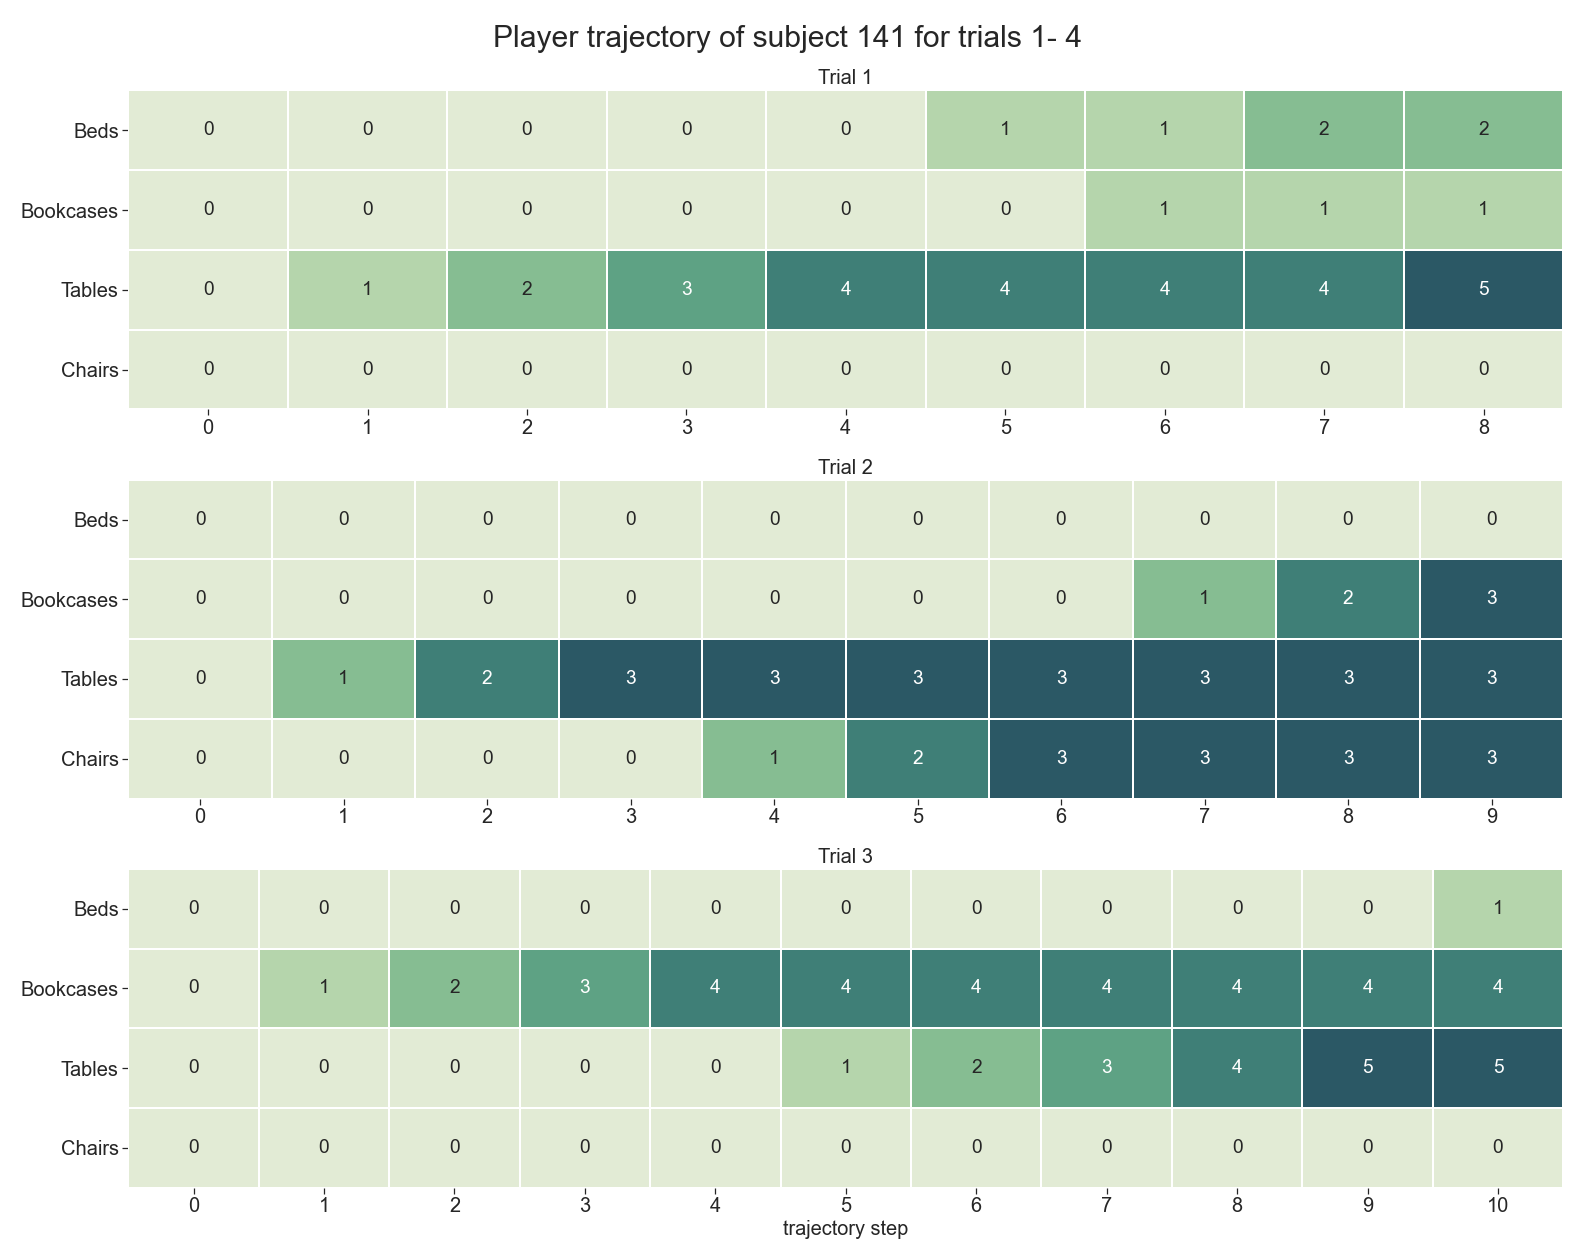 Player trajectory of subject 141 for trials 1- 4
Trial 1
Beds 0 0 0 0 0 1 1 2 2
Bookcases 0 0 0 0 0 0 1 1 1
Tables 0 1 2 3 4 4 4 4 5
Chairs 0 0 0 0 0 0 0 0 0
0 1 2 3 4 5 6 7 8
Trial 2
Beds 0 0 0 0 0 0 0 0 0 0
Bookcases 0 0 0 0 0 0 0 1 2 3
Tables 0 1 2 3 3 3 3 3 3 3
Chairs 0 0 0 0 1 2 3 3 3 3
0 1 2 3 4 5 6 7 8 9
Trial 3
Beds 0 0 0 0 0 0 0 0 0 0 1
Bookcases 0 1 2 3 4 4 4 4 4 4 4
Tables 0 0 0 0 0 1 2 3 4 5 5
Chairs 0 0 0 0 0 0 0 0 0 0 0
0 1 2 3 4 5 6 7 8 9 10
trajectory step